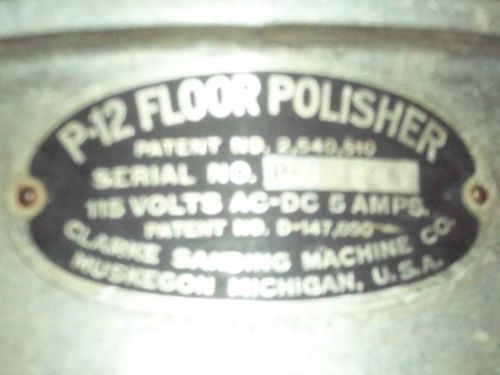 P-12 FLOOR POLISHER
PATENT NO. 2,540,510
SERIAL NO.
115 VOLTS AC-DC 5 AMPS.
PATENT NO. D-147,090
CLARKE SANDING MACHINE CO.
MUSKEGON MICHIGAN, U.S.A.